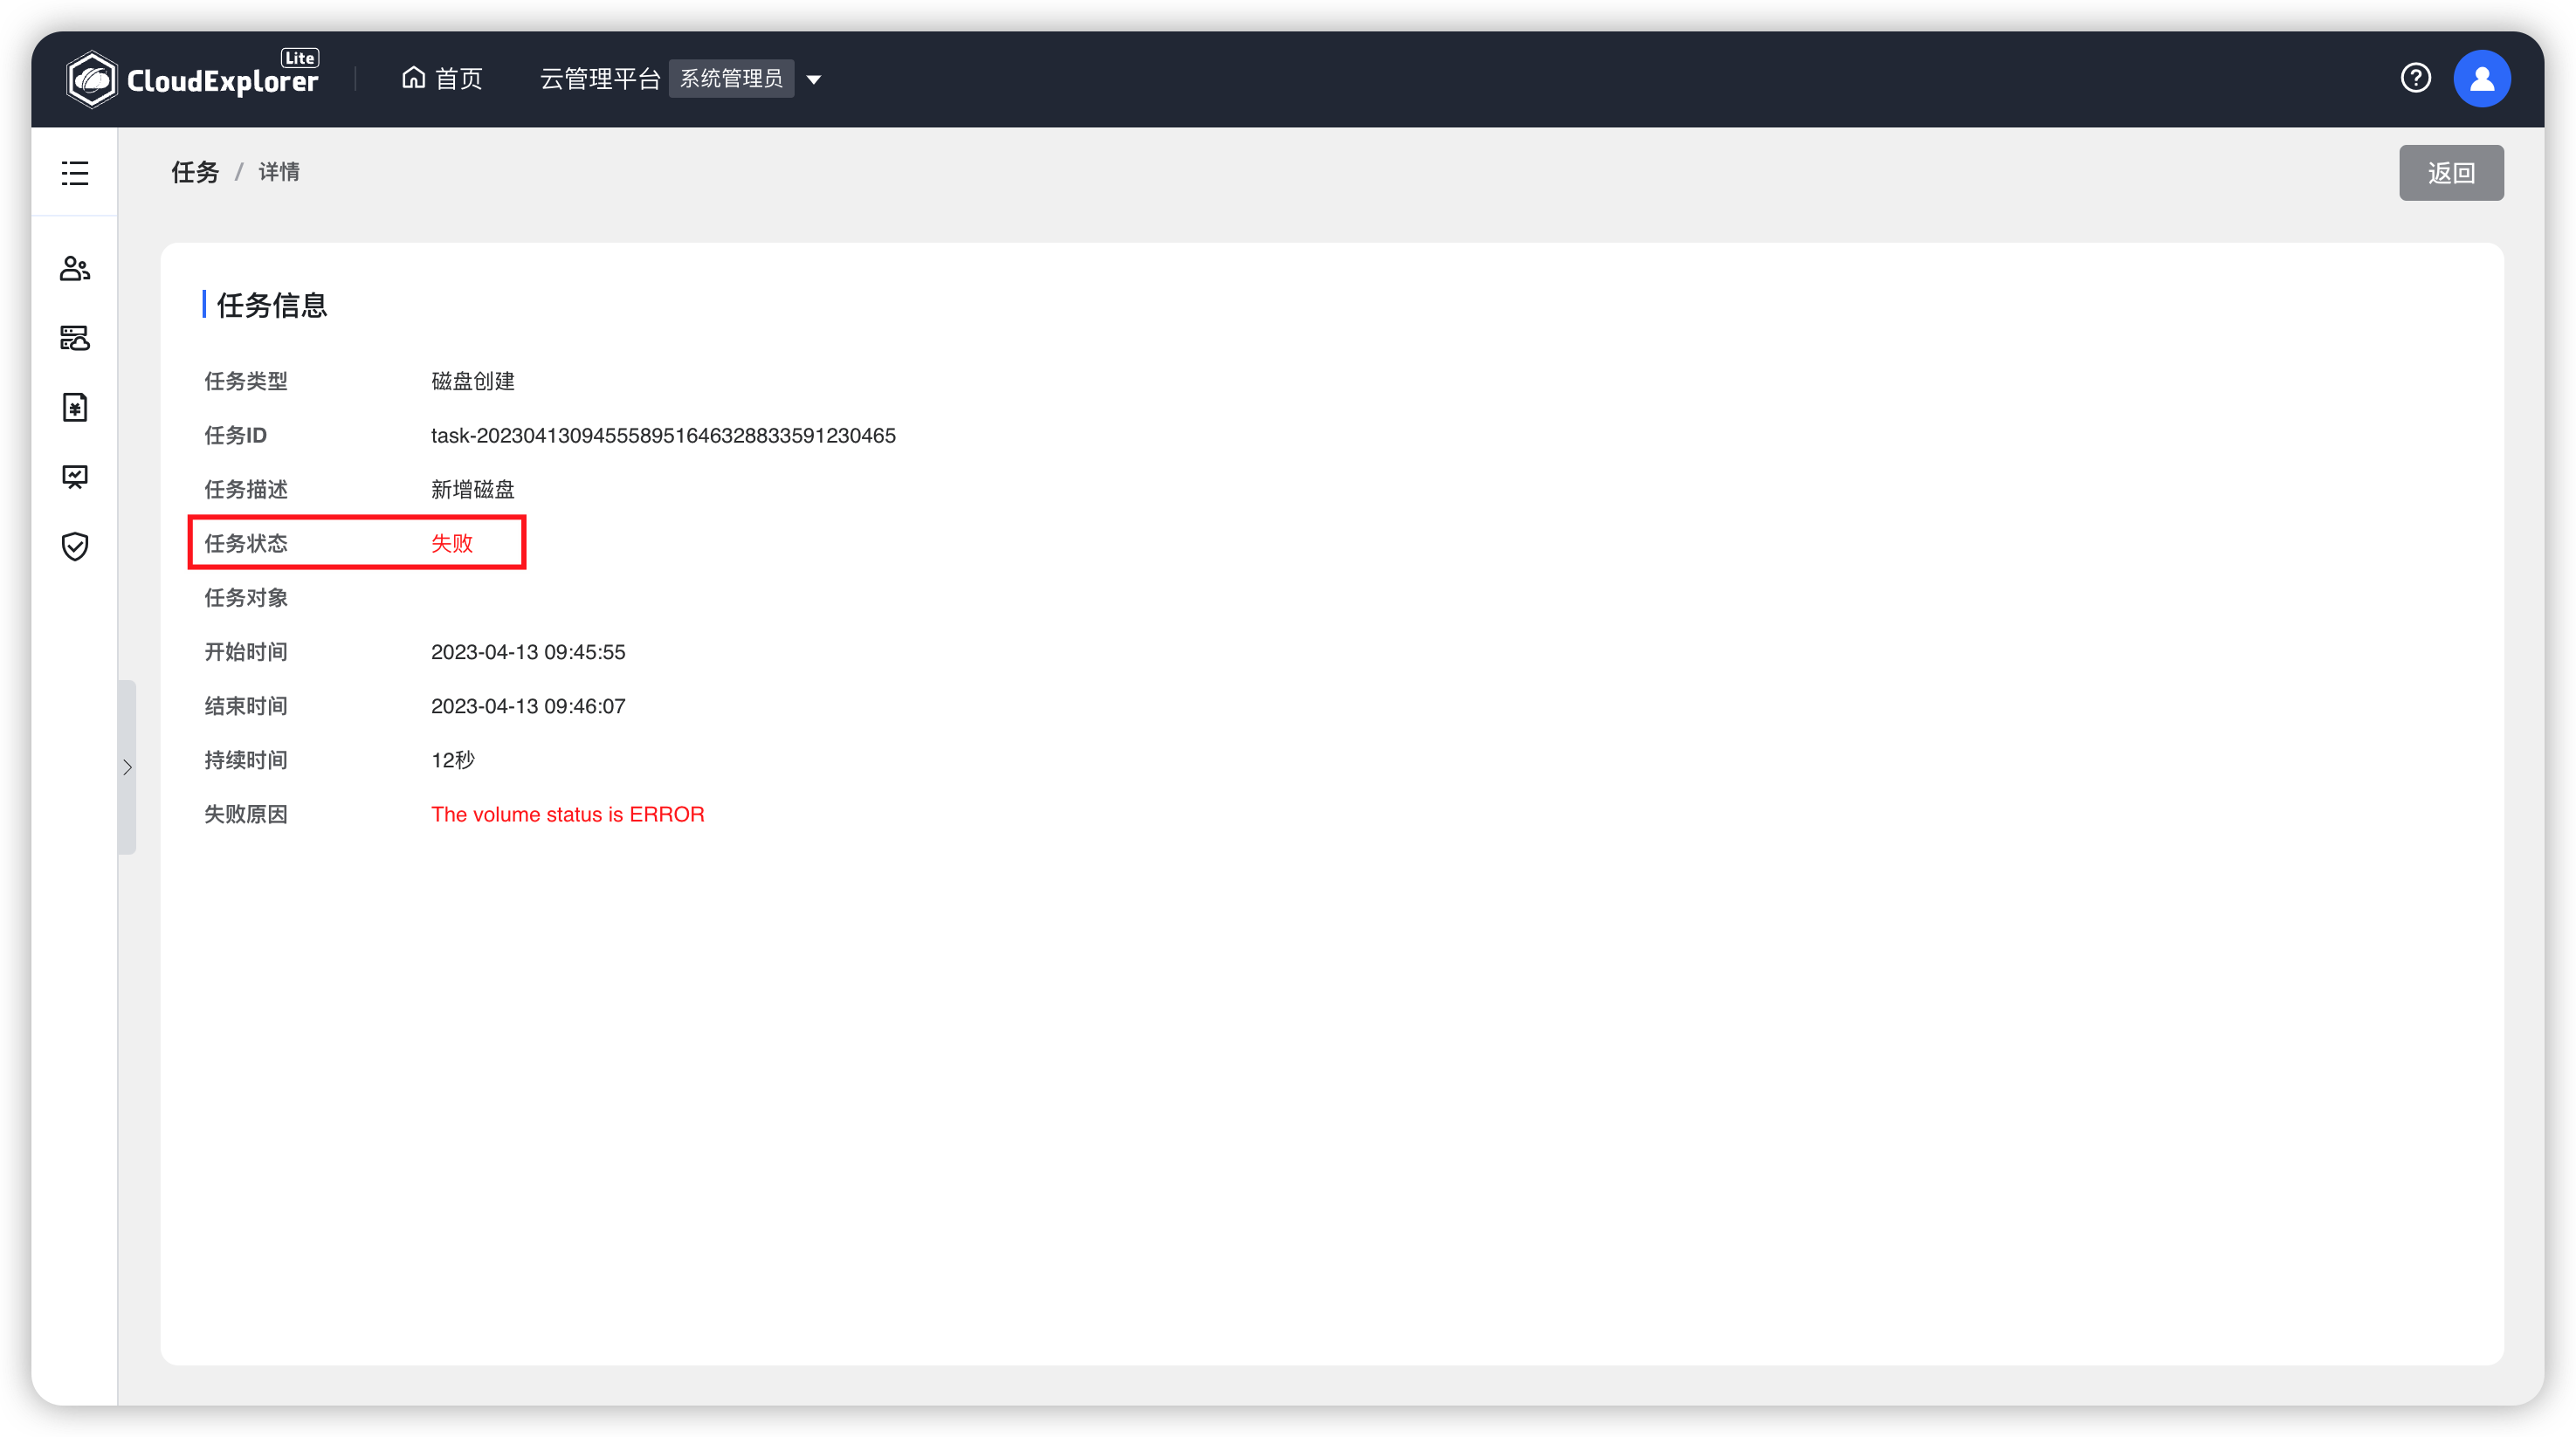 CloudExplorer Lite
首页
云管理平台 系统管理员
任务 / 详情
返回
任务信息
任务类型 磁盘创建
任务ID task-20230413094555895164632883359​1230465
任务描述 新增磁盘
任务状态 失败
任务对象
开始时间 2023-04-13 09:45:55
结束时间 2023-04-13 09:46:07
持续时间 12秒
失败原因 The volume status is ERROR